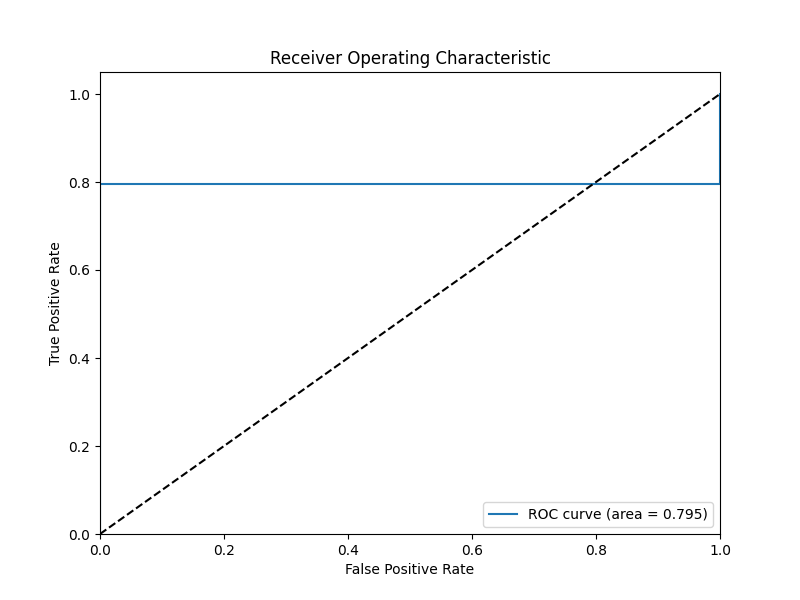 Receiver Operating Characteristic
True Positive Rate
1.0
0.8
0.6
0.4
0.2
0.0
ROC curve (area = 0.795)
0.0 0.2 0.4 0.6 0.8 1.0
False Positive Rate